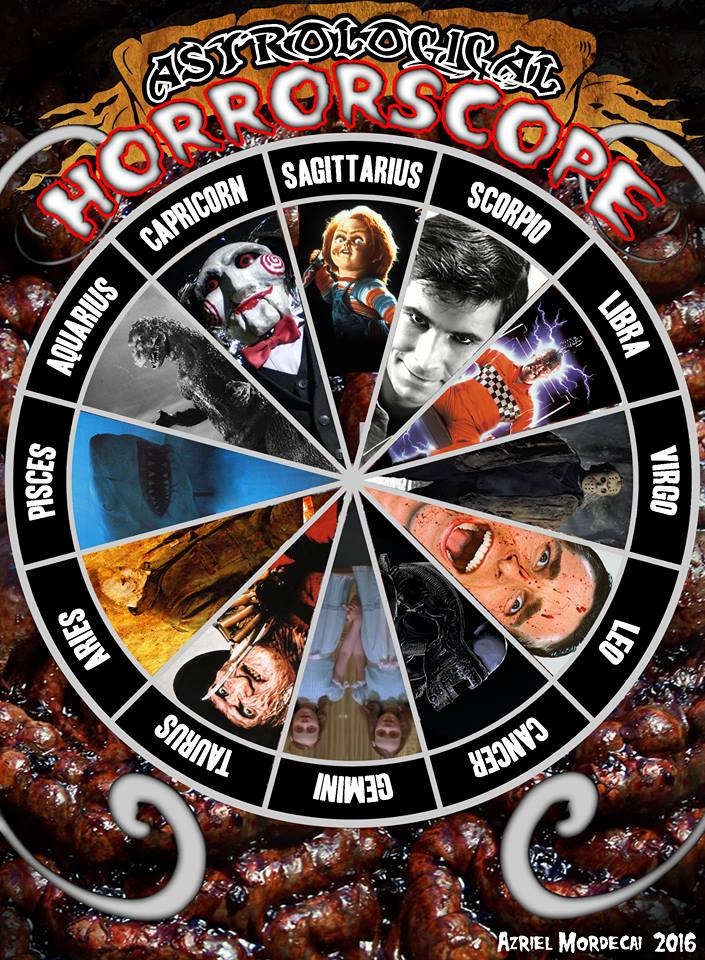 ASTROLOGICAL
HORRORSCOPE
SAGITTARIUS
SCORPIO
LIBRA
VIRGO
LEO
CANCER
GEMINI
TAURUS
ARIES
PISCES
AQUARIUS
CAPRICORN
AZRIEL MORDECAI 2016